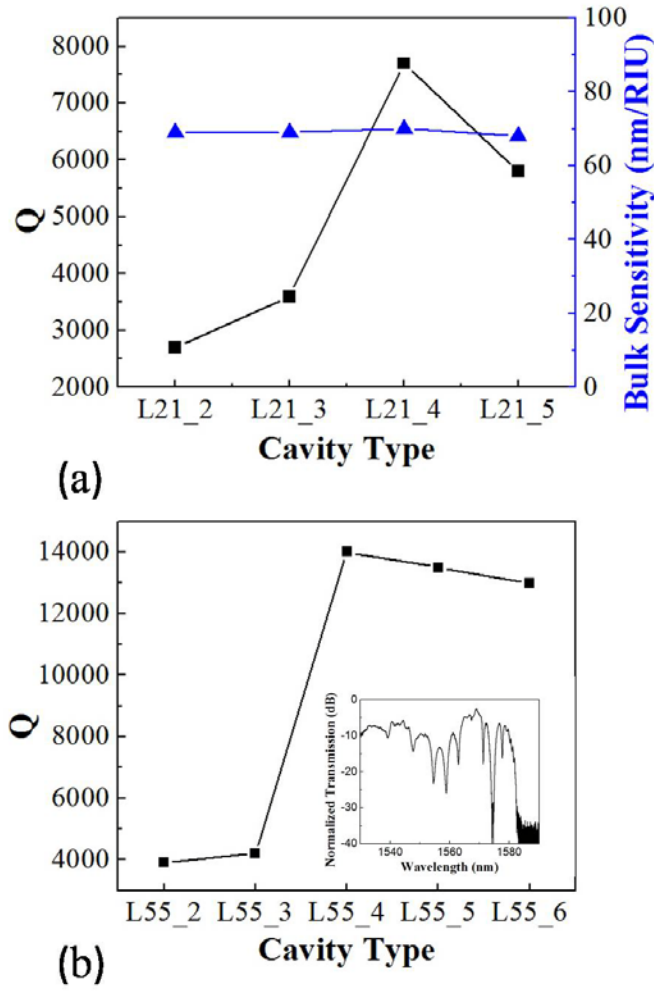 8000
7000
6000
5000
4000
3000
2000
Q
100
80
60
40
20
0
Bulk Sensitivity (nm/RIU)
L21_2 L21_3 L21_4 L21_5
Cavity Type
(a)
14000
12000
10000
8000
6000
4000
Q
0
-10
-20
-30
-40
Normalized Transmission (dB)
1540 1560 1580
Wavelength (nm)
L55_2 L55_3 L55_4 L55_5 L55_6
Cavity Type
(b)